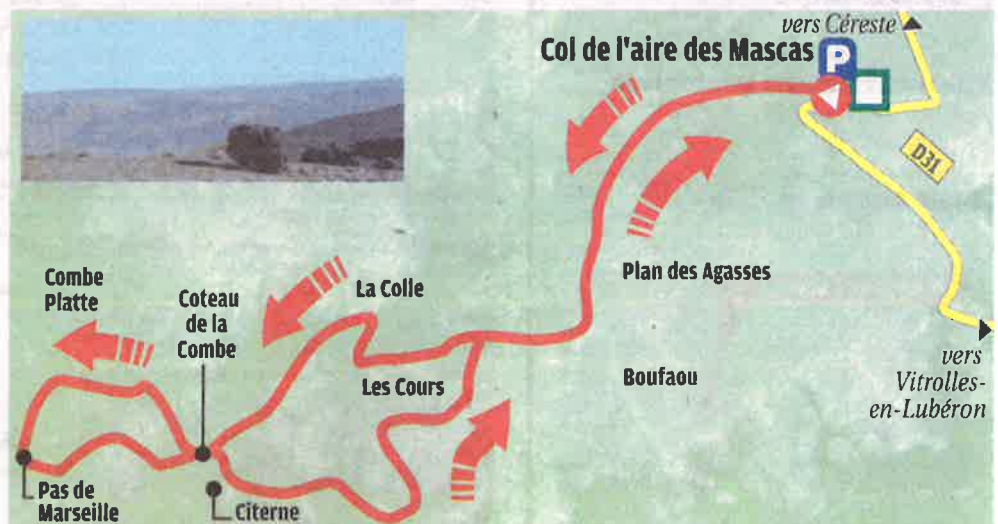 vers Céreste
Col de l'aire des Mascas
P
D31
Plan des Agasses
La Colle
Combe
Platte
Coteau
de la
Combe
Les Cours
Boufaou
vers
Vitrolles-
en-Lubéron
Pas de
Marseille
Citerne